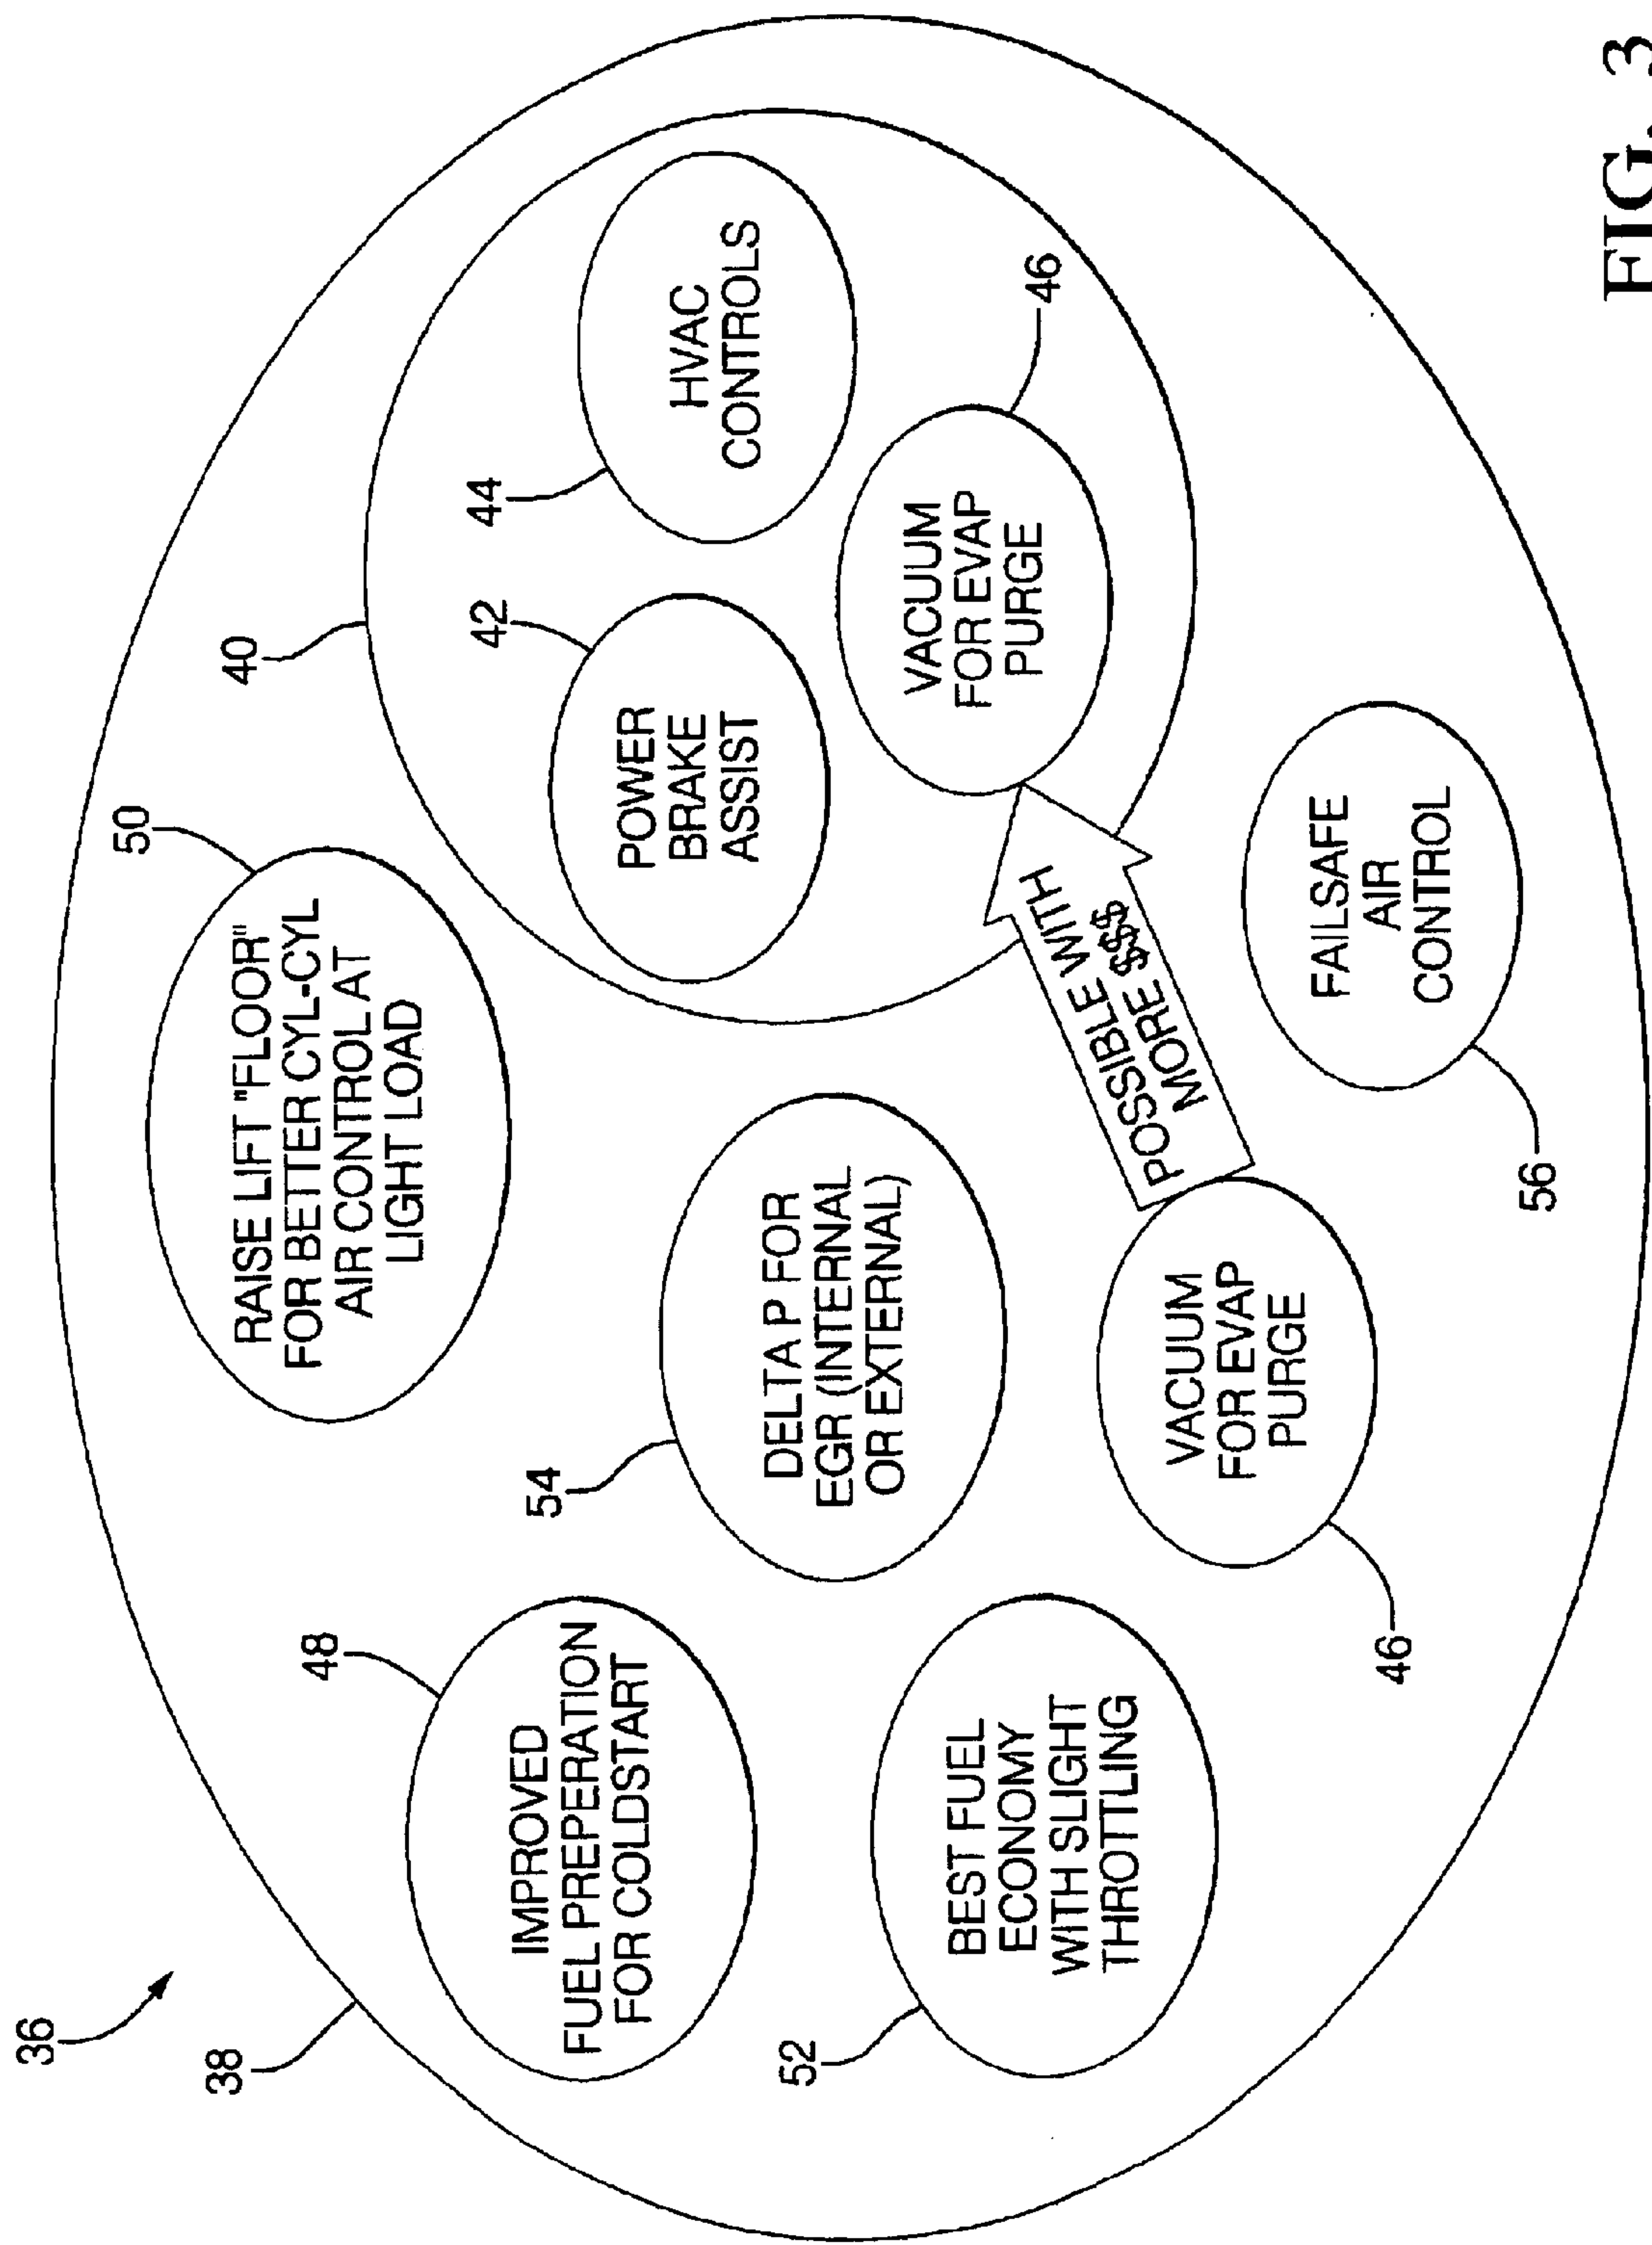 36
38
48
IMPROVED
FUEL PREPERATION
FOR COLDSTART
50
RAISE LIFT "FLOOR"
FOR BETTER CYL-CYL
AIR CONTROL AT
LIGHT LOAD
40
42
POWER
BRAKE
ASSIST
44
HVAC
CONTROLS
54
DELTA P FOR
EGR (INTERNAL
OR EXTERNAL)
52
BEST FUEL
ECONOMY
WITH SLIGHT
THROTTLING
VACUUM
FOR EVAP
PURGE
46
POSSIBLE WITH
MORE $$$
VACUUM
FOR EVAP
PURGE
46
FAILSAFE
AIR
CONTROL
56
FIG. 3